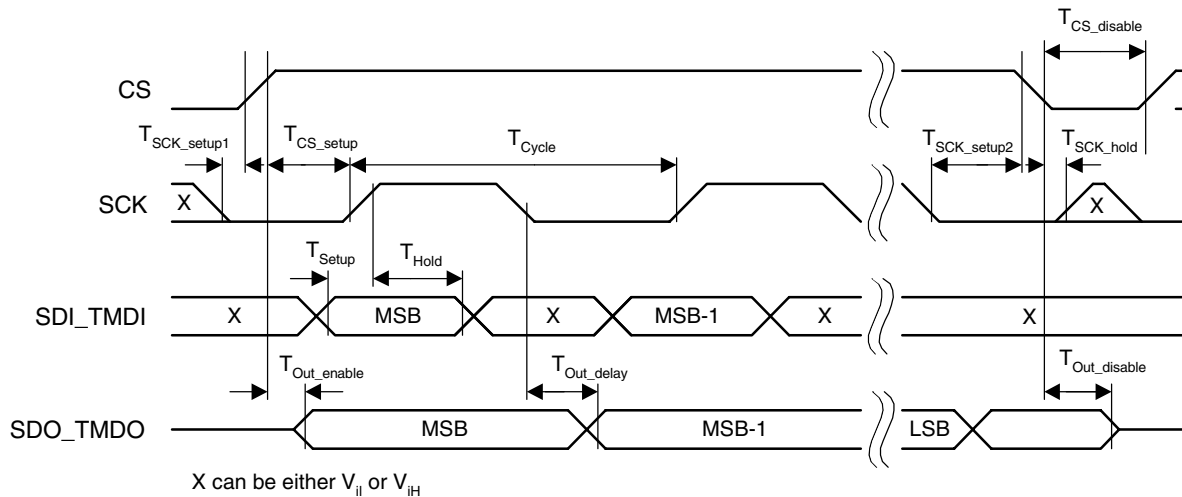 T_CS_disable
CS
T_SCK_setup1
T_CS_setup
T_Cycle
T_SCK_setup2
T_SCK_hold
SCK
X
X
T_Setup
T_Hold
SDI_TMDI
X
MSB
X
MSB-1
X
X
T_Out_enable
T_Out_delay
T_Out_disable
SDO_TMDO
MSB
MSB-1
LSB
X can be either V_il or V_iH